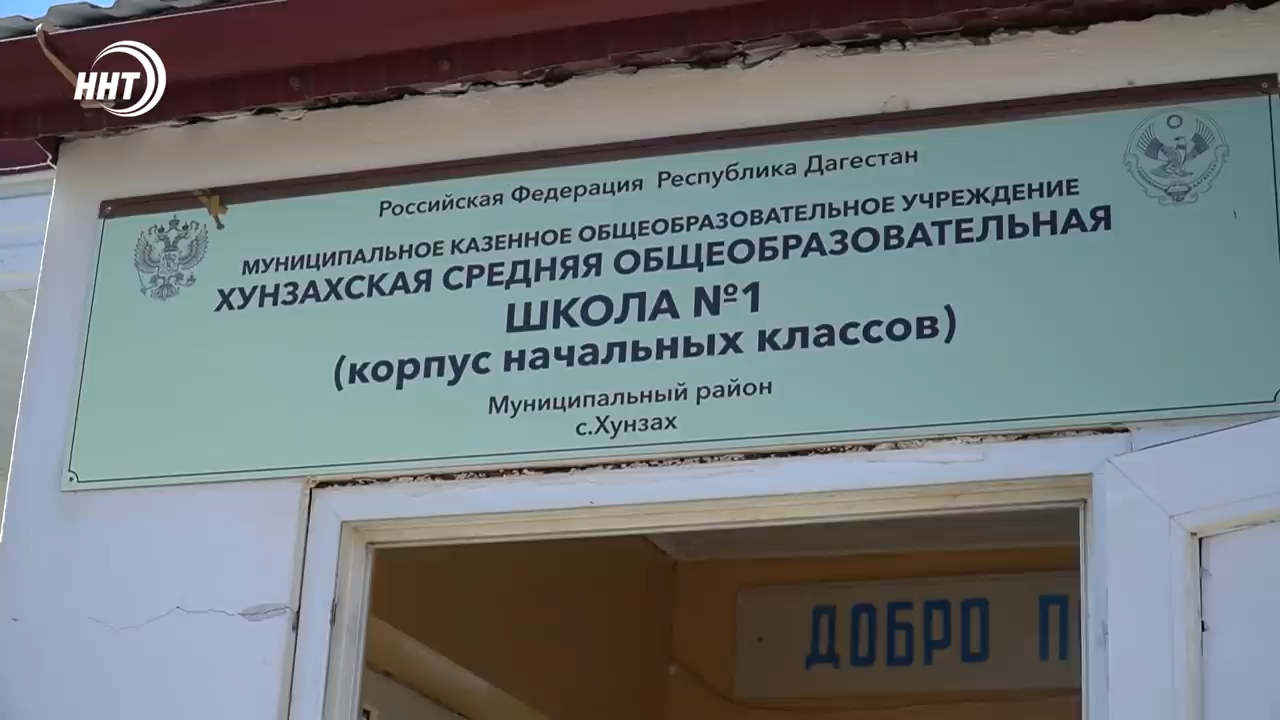 ННТ
Российская Федерация Республика Дагестан
МУНИЦИПАЛЬНОЕ КАЗЕННОЕ ОБЩЕОБРАЗОВАТЕЛЬНОЕ УЧРЕЖДЕНИЕ
ХУНЗАХСКАЯ СРЕДНЯЯ ОБЩЕОБРАЗОВАТЕЛЬНАЯ
ШКОЛА №1
(корпус начальных классов)
Муниципальный район
с.Хунзах
ДОБРО П